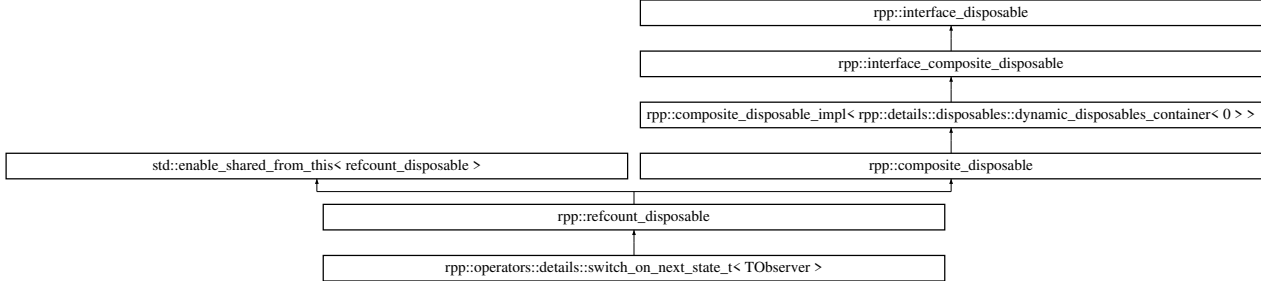 rpp::interface_disposable
rpp::interface_composite_disposable
rpp::composite_disposable_impl< rpp::details::disposables::dynamic_disposables_container< 0 > >
std::enable_shared_from_this< refcount_disposable >
rpp::composite_disposable
rpp::refcount_disposable
rpp::operators::details::switch_on_next_state_t< TObserver >